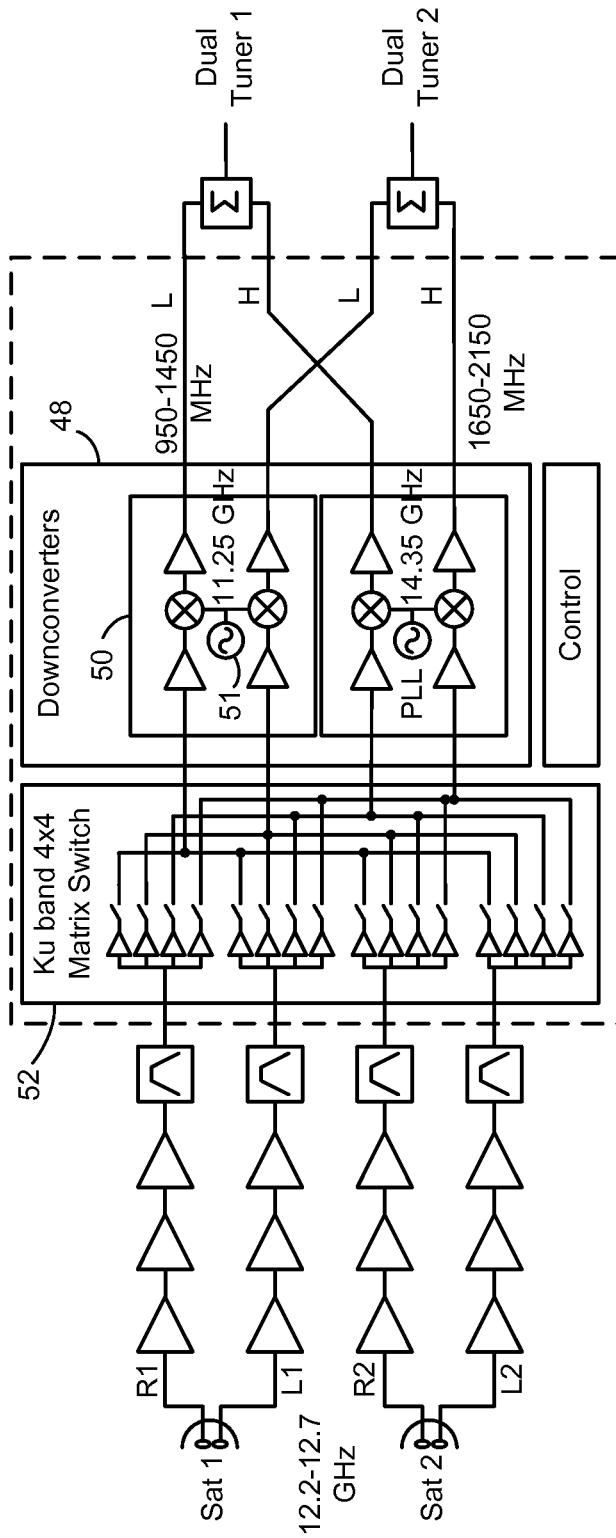 Sat 1
12.2-12.7
GHz
Sat 2
R1
L1
R2
L2
52
Ku band 4x4
Matrix Switch
48
Downconverters
50
11.25 GHz
51
14.35 GHz
PLL
Control
950-1450
MHz
L
H
L
H
1650-2150
MHz
Σ
Σ
Dual
Tuner 1
Dual
Tuner 2